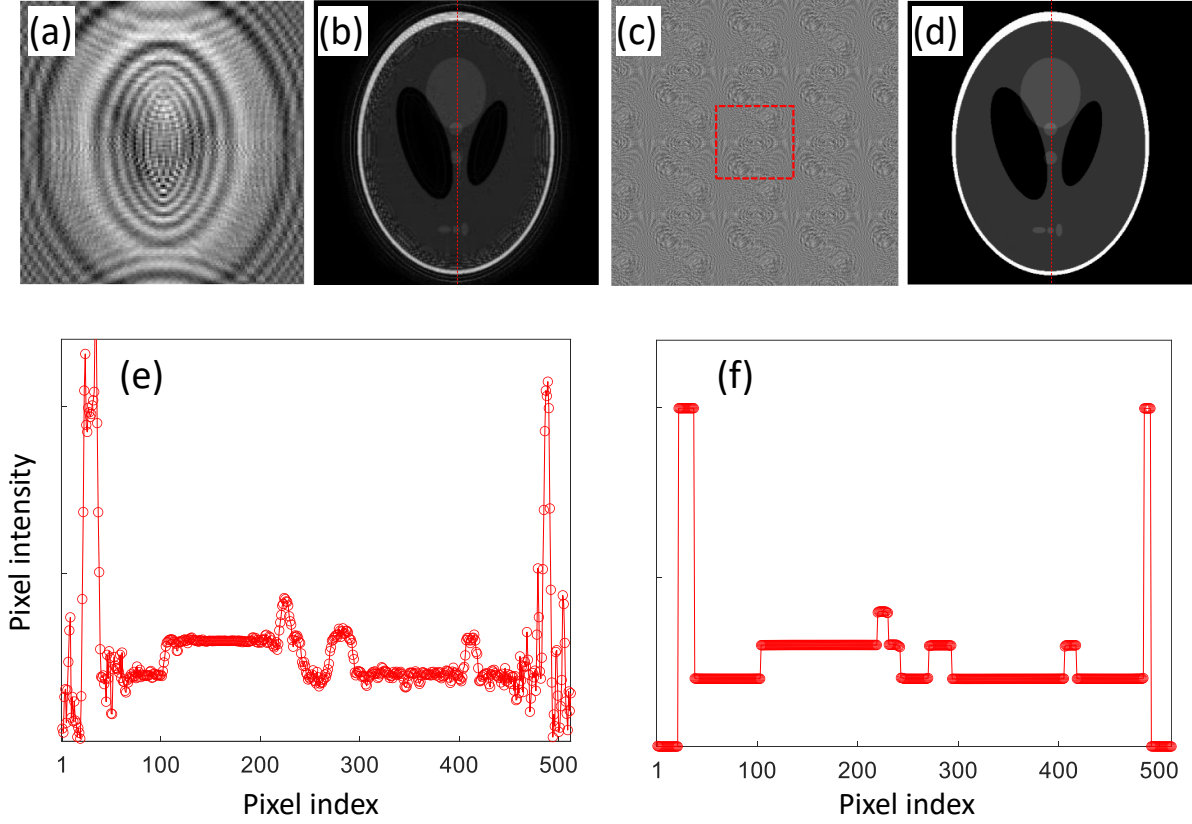 (a) (b) (c) (d)
(e) (f)
Pixel intensity
1 100 200 300 400 500 1 100 200 300 400 500
Pixel index Pixel index